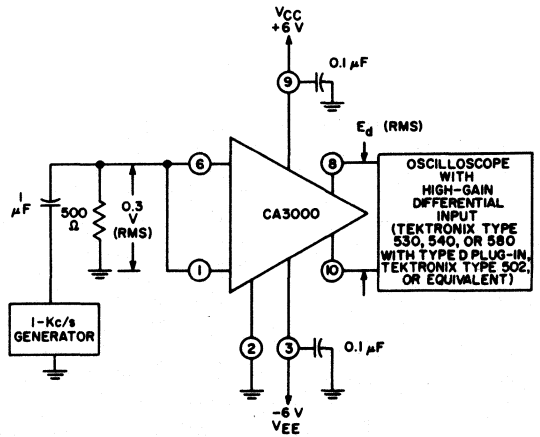 VCC
+6 V
0.1 μF
9
Ed (RMS)
6
8
1
μF
500
Ω
0.3
V
(RMS)
CA3000
OSCILLOSCOPE
WITH
HIGH-GAIN
DIFFERENTIAL
INPUT
(TEKTRONIX TYPE
530, 540, OR 580
WITH TYPE D PLUG-IN,
TEKTRONIX TYPE 502,
OR EQUIVALENT)
1
10
1-Kc/s
GENERATOR
2
3
0.1 μF
-6 V
VEE